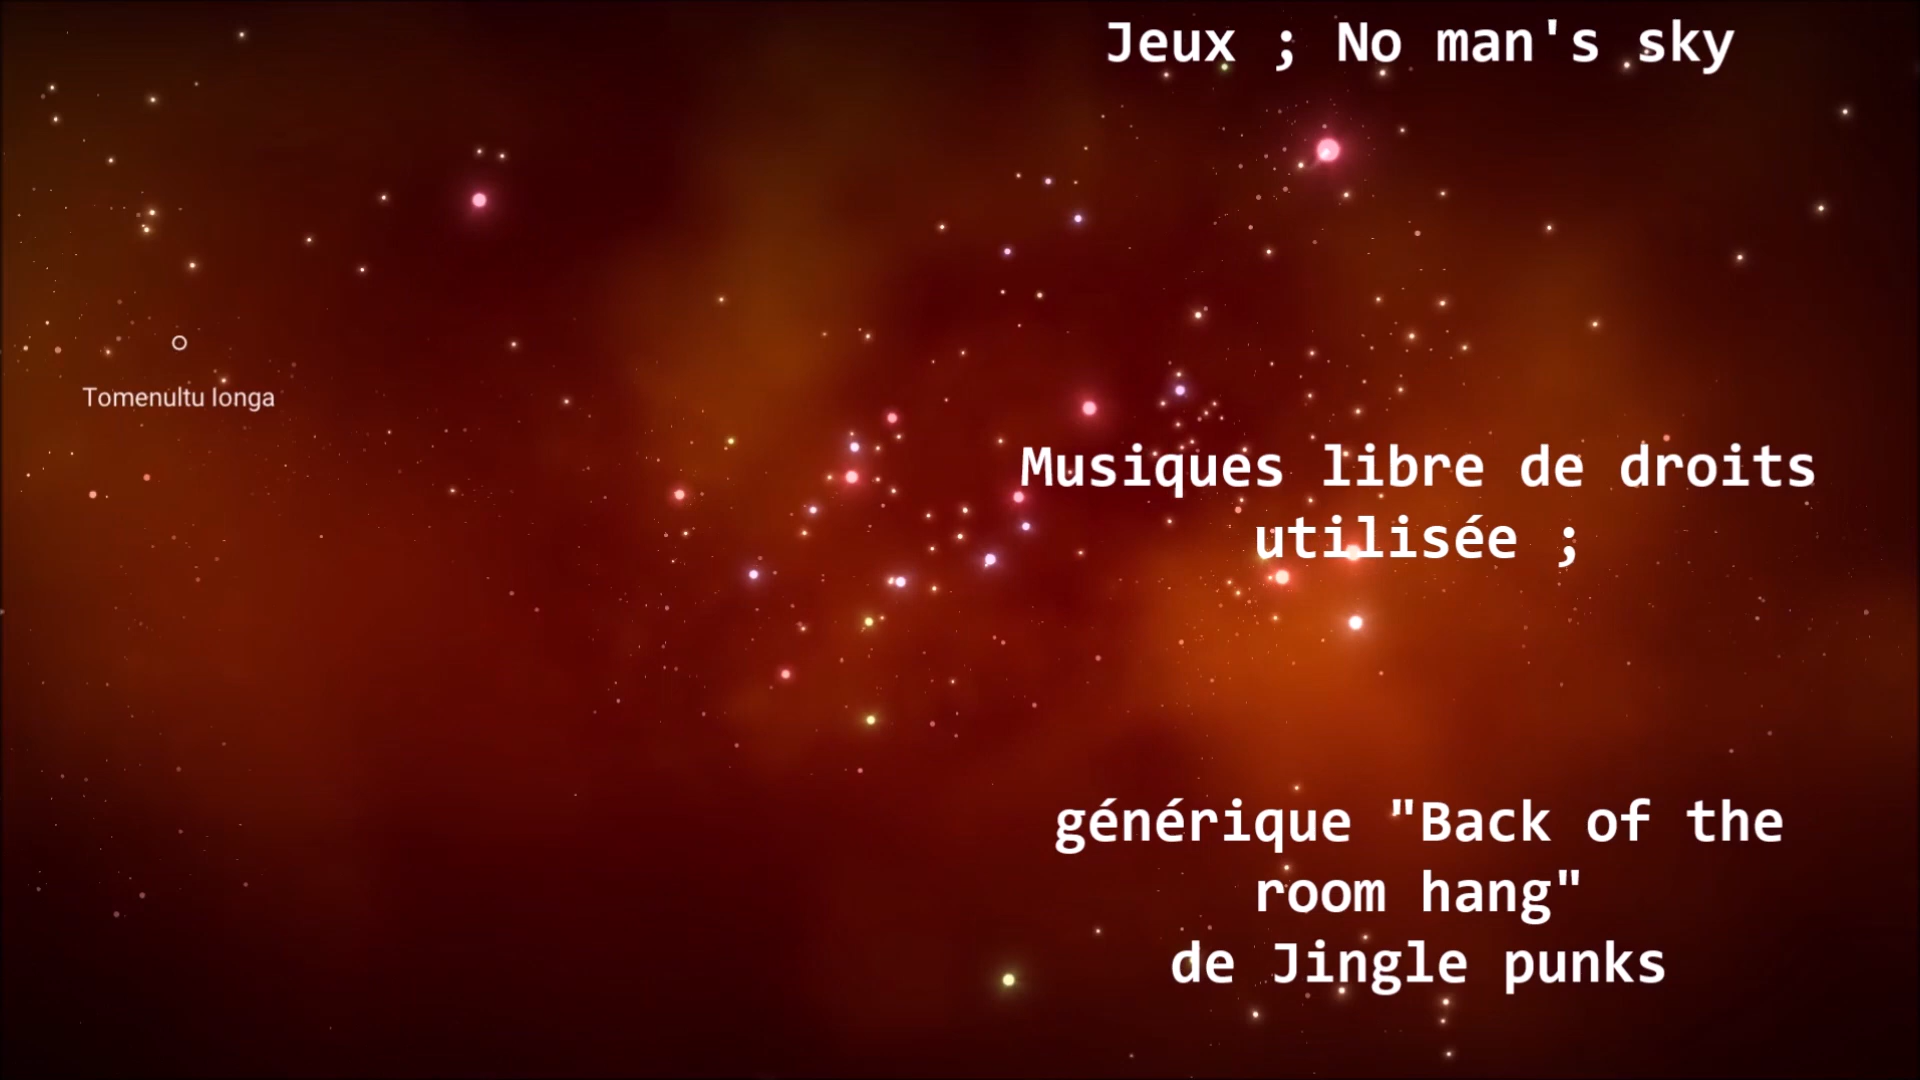 Jeux ; No man's sky
Tomenultu longa
Musiques libre de droits
utilisée ;
générique "Back of the
room hang"
de Jingle punks